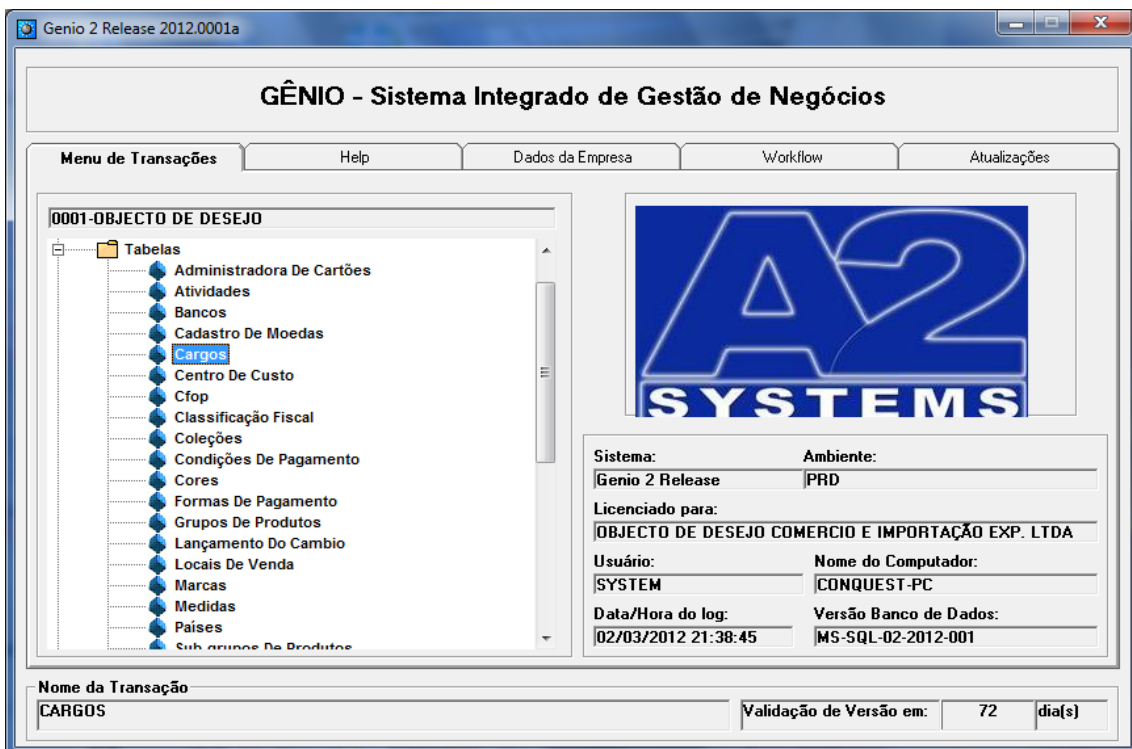 Genio 2 Release 2012.0001a
GÊNIO - Sistema Integrado de Gestão de Negócios
Menu de Transações Help Dados da Empresa Workflow Atualizações
0001-OBJECTO DE DESEJO
Tabelas
Administradora De Cartões
Atividades
Bancos
Cadastro De Moedas
Cargos
Centro De Custo
Cfop
Classificação Fiscal
Coleções
Condições De Pagamento
Cores
Formas De Pagamento
Grupos De Produtos
Lançamento Do Cambio
Locais De Venda
Marcas
Medidas
Países
Sub grupos De Produtos
A2
SYSTEMS
Sistema: Ambiente:
Genio 2 Release PRD
Licenciado para:
OBJECTO DE DESEJO COMERCIO E IMPORTAÇÃO EXP. LTDA
Usuário: Nome do Computador:
SYSTEM CONQUEST-PC
Data/Hora do log: Versão Banco de Dados:
02/03/2012 21:38:45 MS-SQL-02-2012-001
Nome da Transação
CARGOS Validação de Versão em: 72 dia(s)